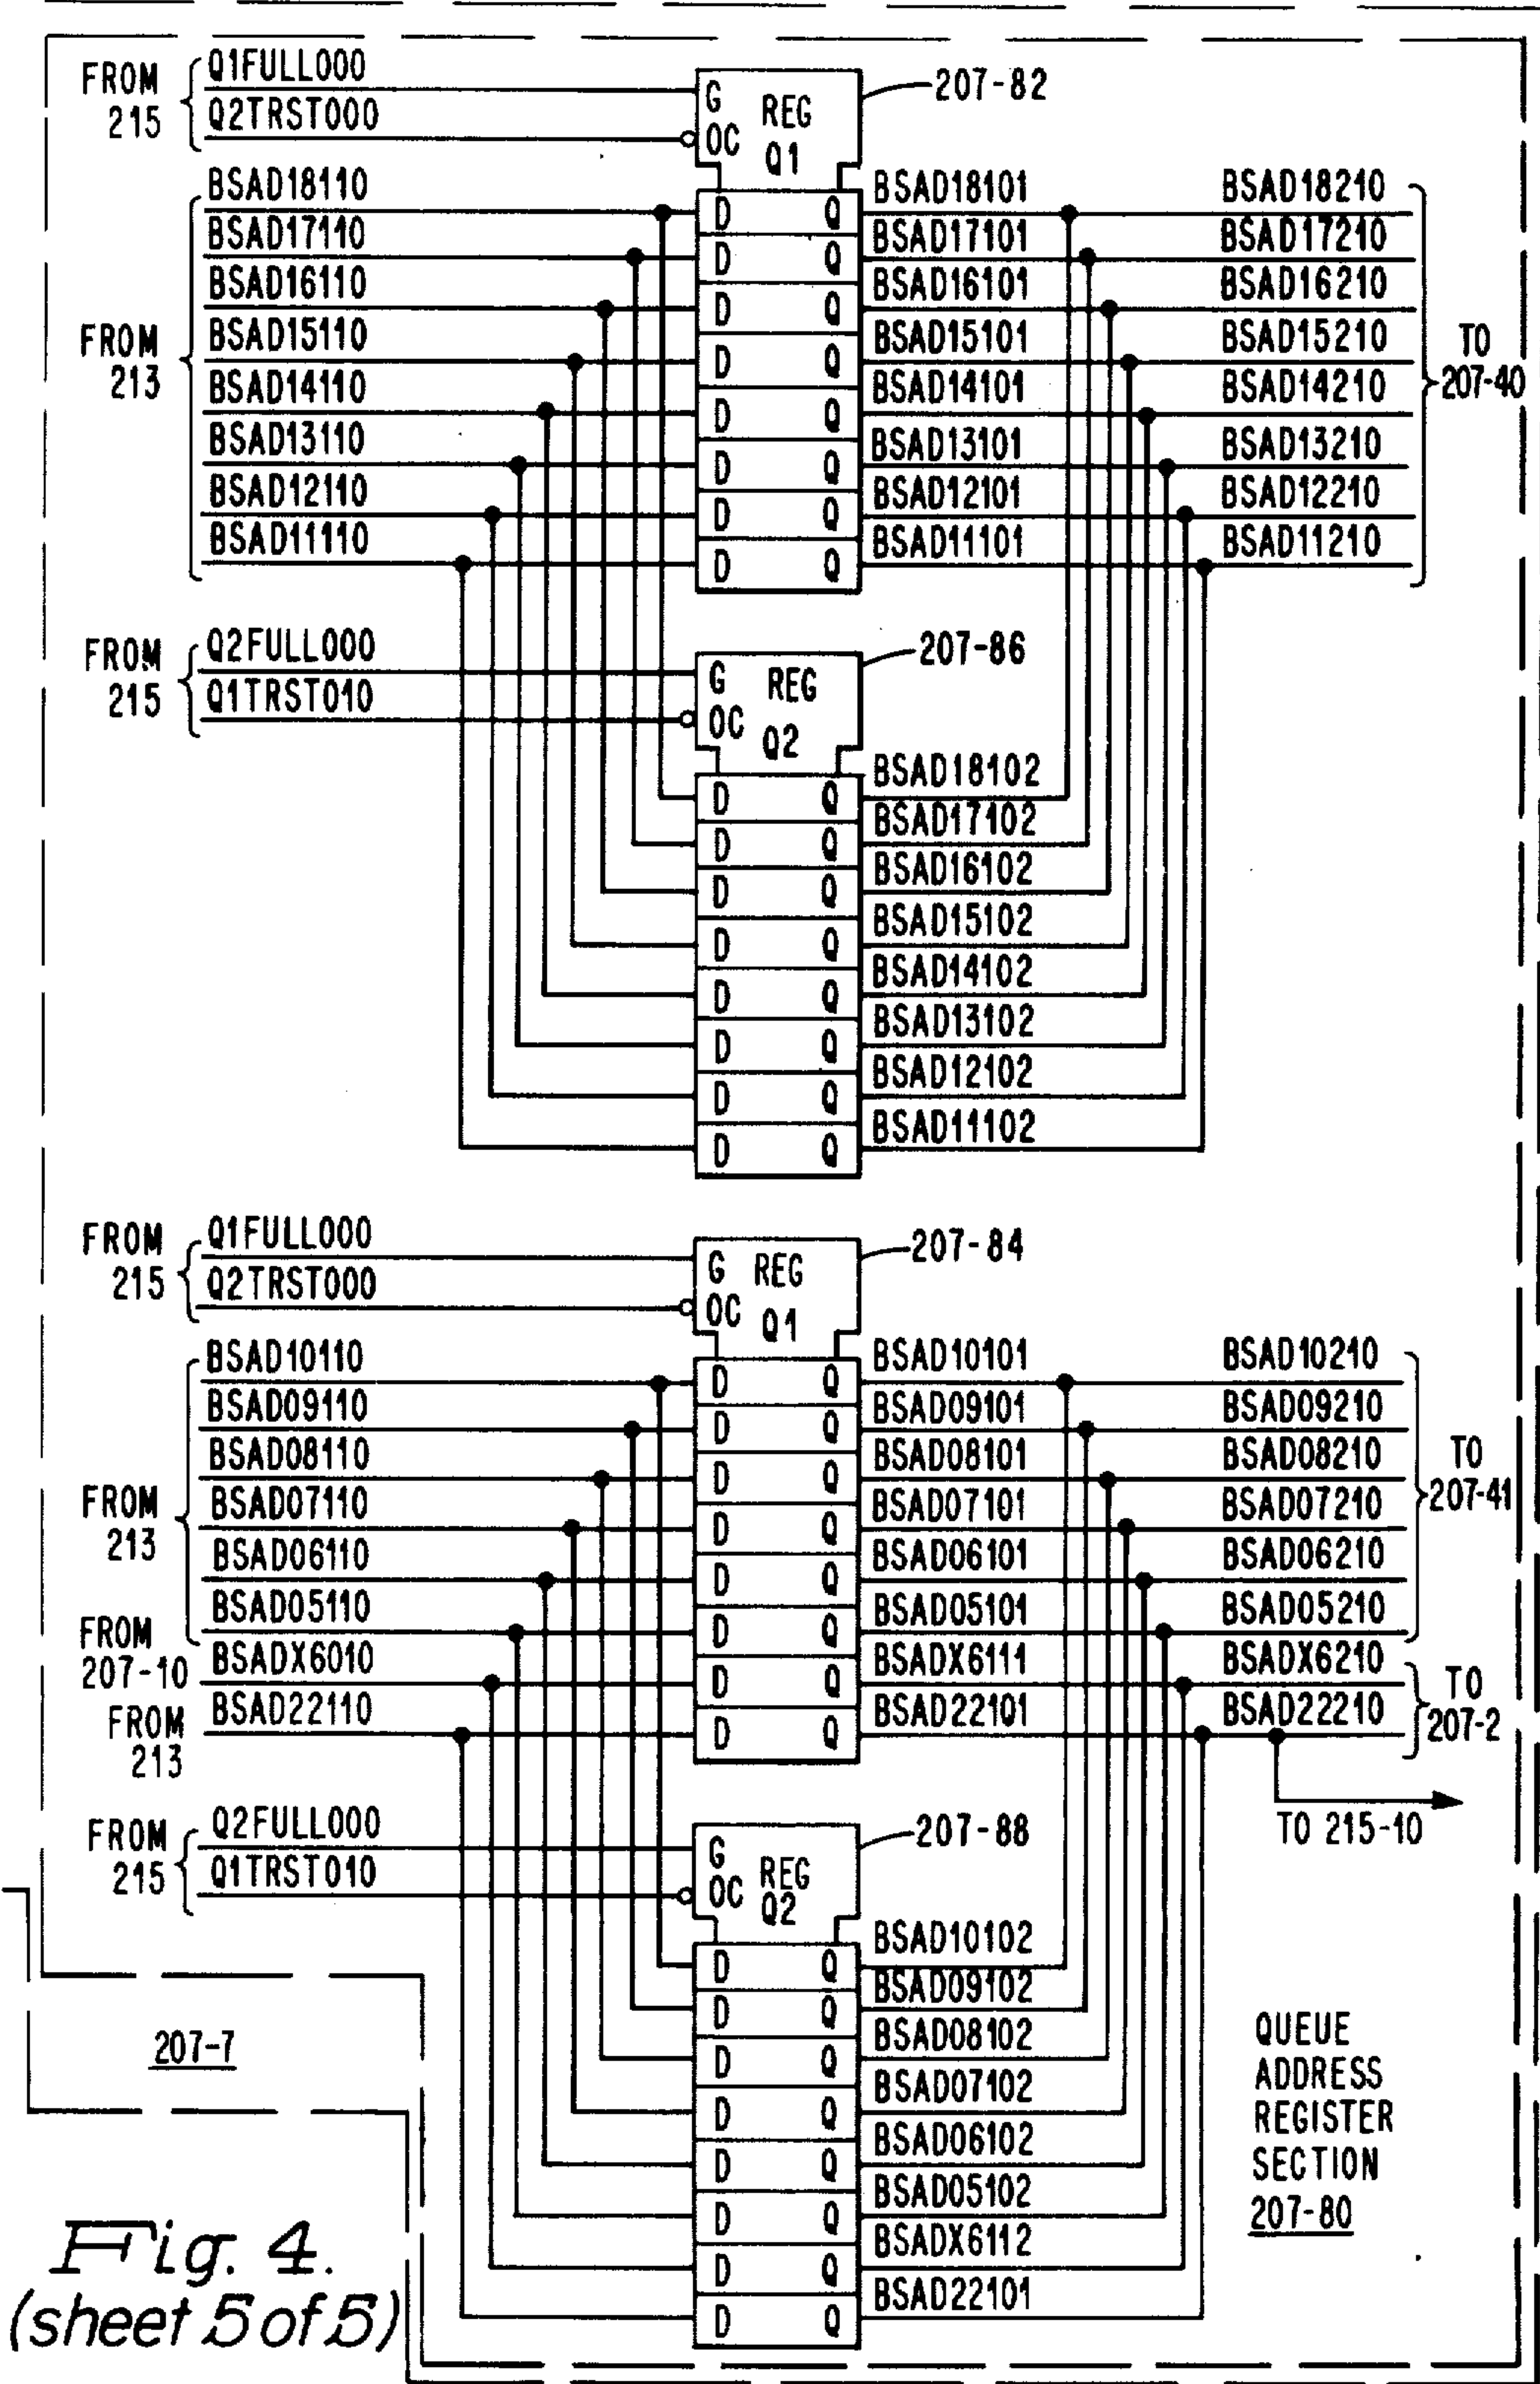 FROM 215
Q1FULL000
Q2TRST000
G REG
OC Q1
207-82
FROM 213
BSAD18110 D Q BSAD18101 BSAD18210
BSAD17110 D Q BSAD17101 BSAD17210
BSAD16110 D Q BSAD16101 BSAD16210
BSAD15110 D Q BSAD15101 BSAD15210
BSAD14110 D Q BSAD14101 BSAD14210
BSAD13110 D Q BSAD13101 BSAD13210
BSAD12110 D Q BSAD12101 BSAD12210
BSAD11110 D Q BSAD11101 BSAD11210
TO 207-40
FROM 215
Q2FULL000
Q1TRST010
G REG
OC Q2
207-86
D Q BSAD18102
D Q BSAD17102
D Q BSAD16102
D Q BSAD15102
D Q BSAD14102
D Q BSAD13102
D Q BSAD12102
D Q BSAD11102
FROM 215
Q1FULL000
Q2TRST000
G REG
OC Q1
207-84
FROM 213
BSAD10110 D Q BSAD10101 BSAD10210
BSAD09110 D Q BSAD09101 BSAD09210
BSAD08110 D Q BSAD08101 BSAD08210
BSAD07110 D Q BSAD07101 BSAD07210
BSAD06110 D Q BSAD06101 BSAD06210
BSAD05110 D Q BSAD05101 BSAD05210
TO 207-41
FROM 207-10
BSADX6010 D Q BSADX6111 BSADX6210
FROM 213
BSAD22110 D Q BSAD22101 BSAD22210
TO 207-2
TO 215-10
FROM 215
Q2FULL000
Q1TRST010
G REG
OC Q2
207-88
D Q BSAD10102
D Q BSAD09102
D Q BSAD08102
D Q BSAD07102
D Q BSAD06102
D Q BSAD05102
D Q BSADX6112
D Q BSAD22101
QUEUE
ADDRESS
REGISTER
SECTION
207-80
207-7
Fig. 4.
(sheet 5 of 5)